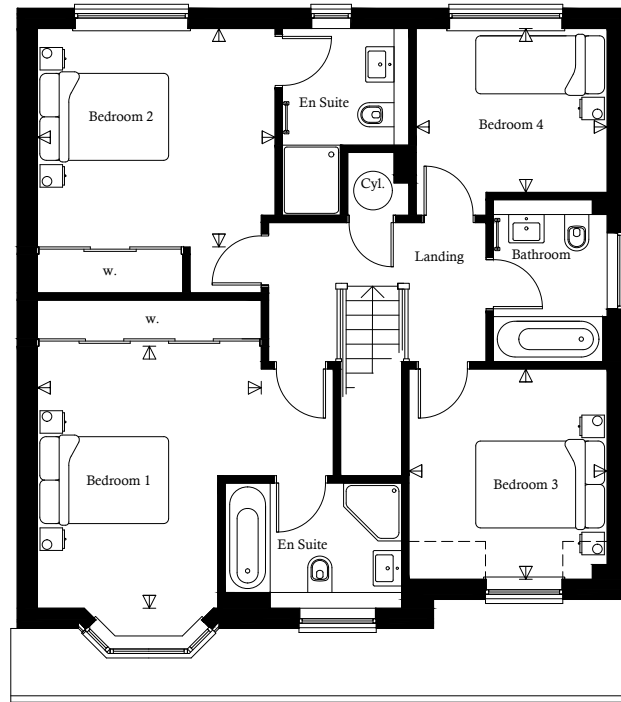 Bedroom 2
En Suite
Bedroom 4
Cyl.
Landing
Bathroom
w.
w.
Bedroom 1
Bedroom 3
En Suite